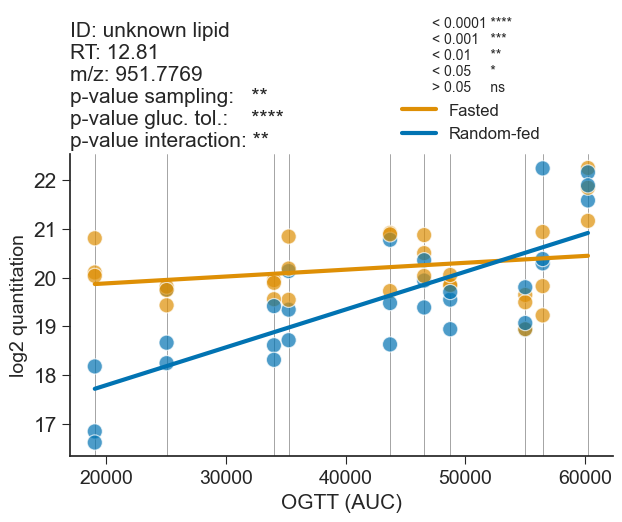 ID: unknown lipid
RT: 12.81
m/z: 951.7769
p-value sampling: **
p-value gluc. tol.: ****
p-value interaction: **
< 0.0001 ****
< 0.001 ***
< 0.01 **
< 0.05 *
> 0.05 ns
Fasted
Random-fed
log2 quantitation
22
21
20
19
18
17
20000 30000 40000 50000 60000
OGTT (AUC)